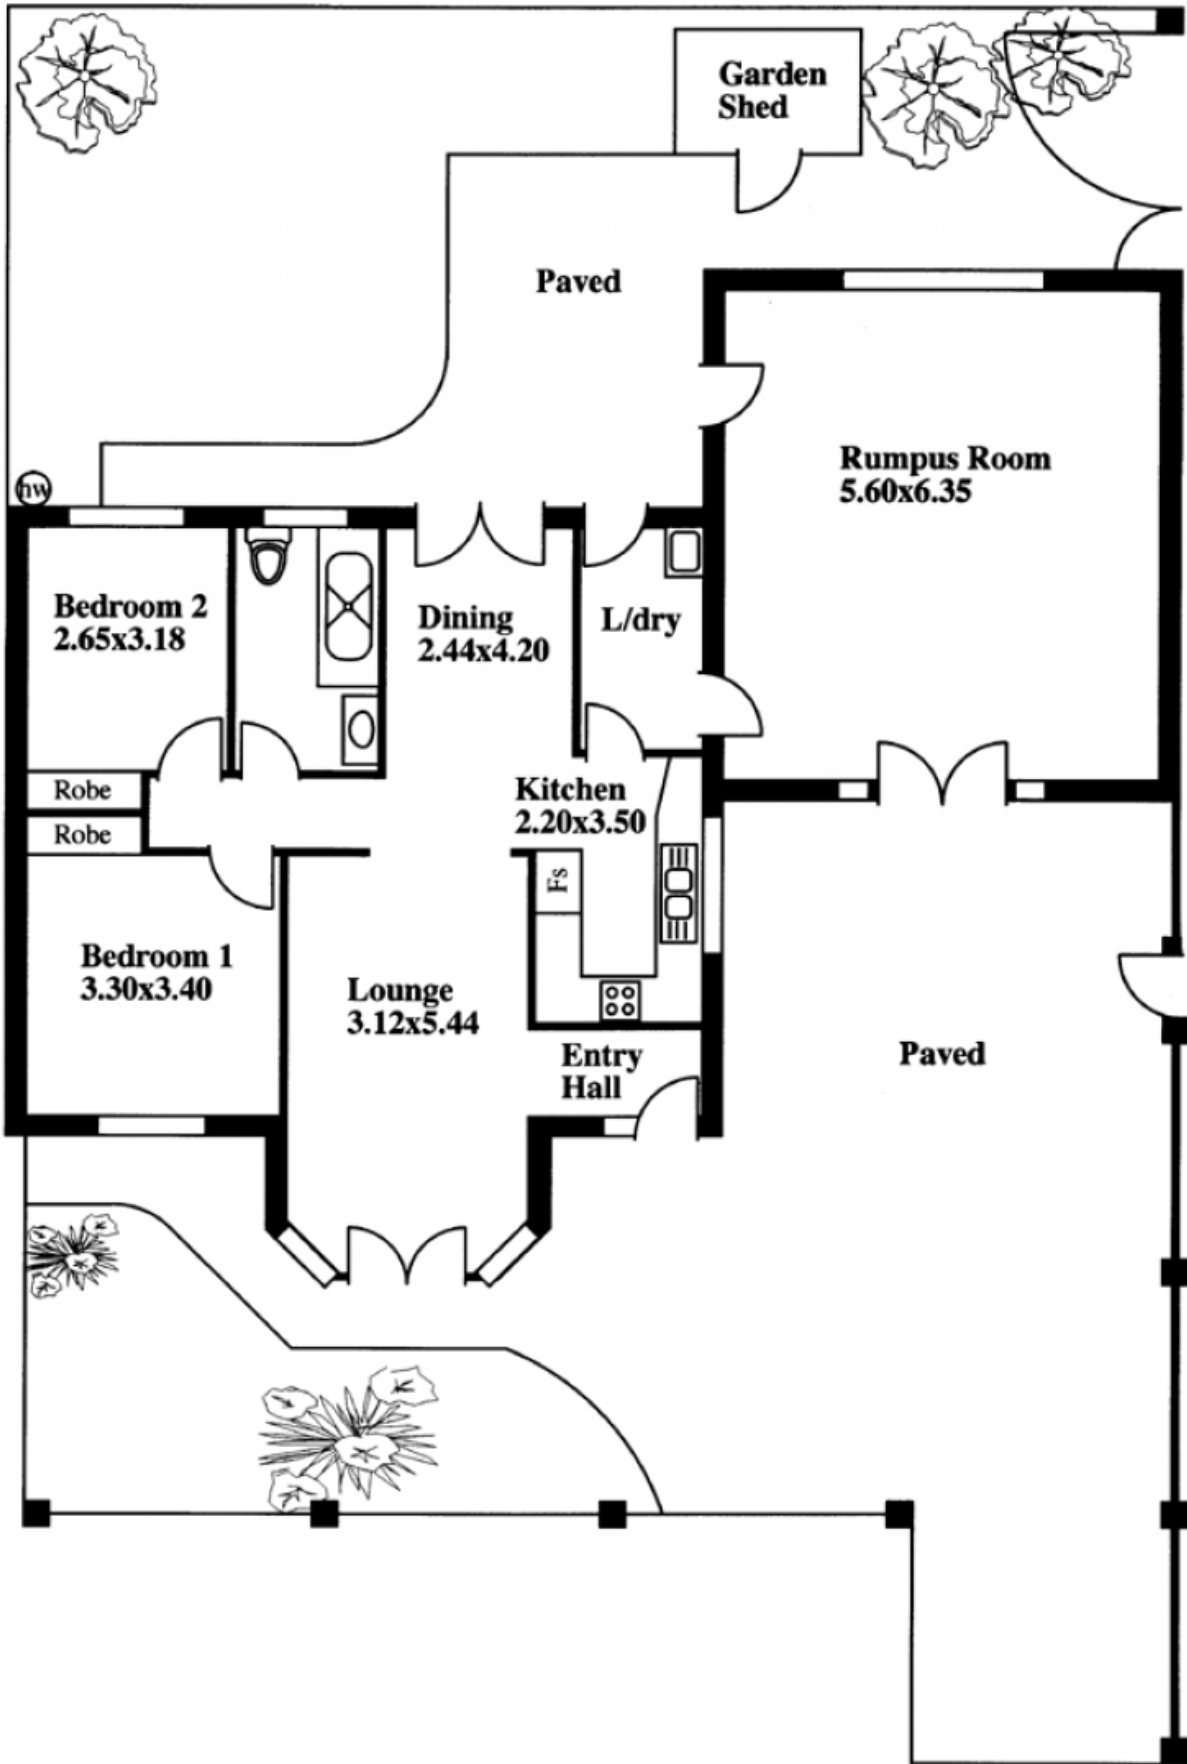 Garden
Shed
Paved
Rumpus Room
5.60x6.35
hw
Bedroom 2
2.65x3.18
Dining
2.44x4.20
L/dry
Robe
Robe
Kitchen
2.20x3.50
Fs
Bedroom 1
3.30x3.40
Lounge
3.12x5.44
Entry
Hall
Paved